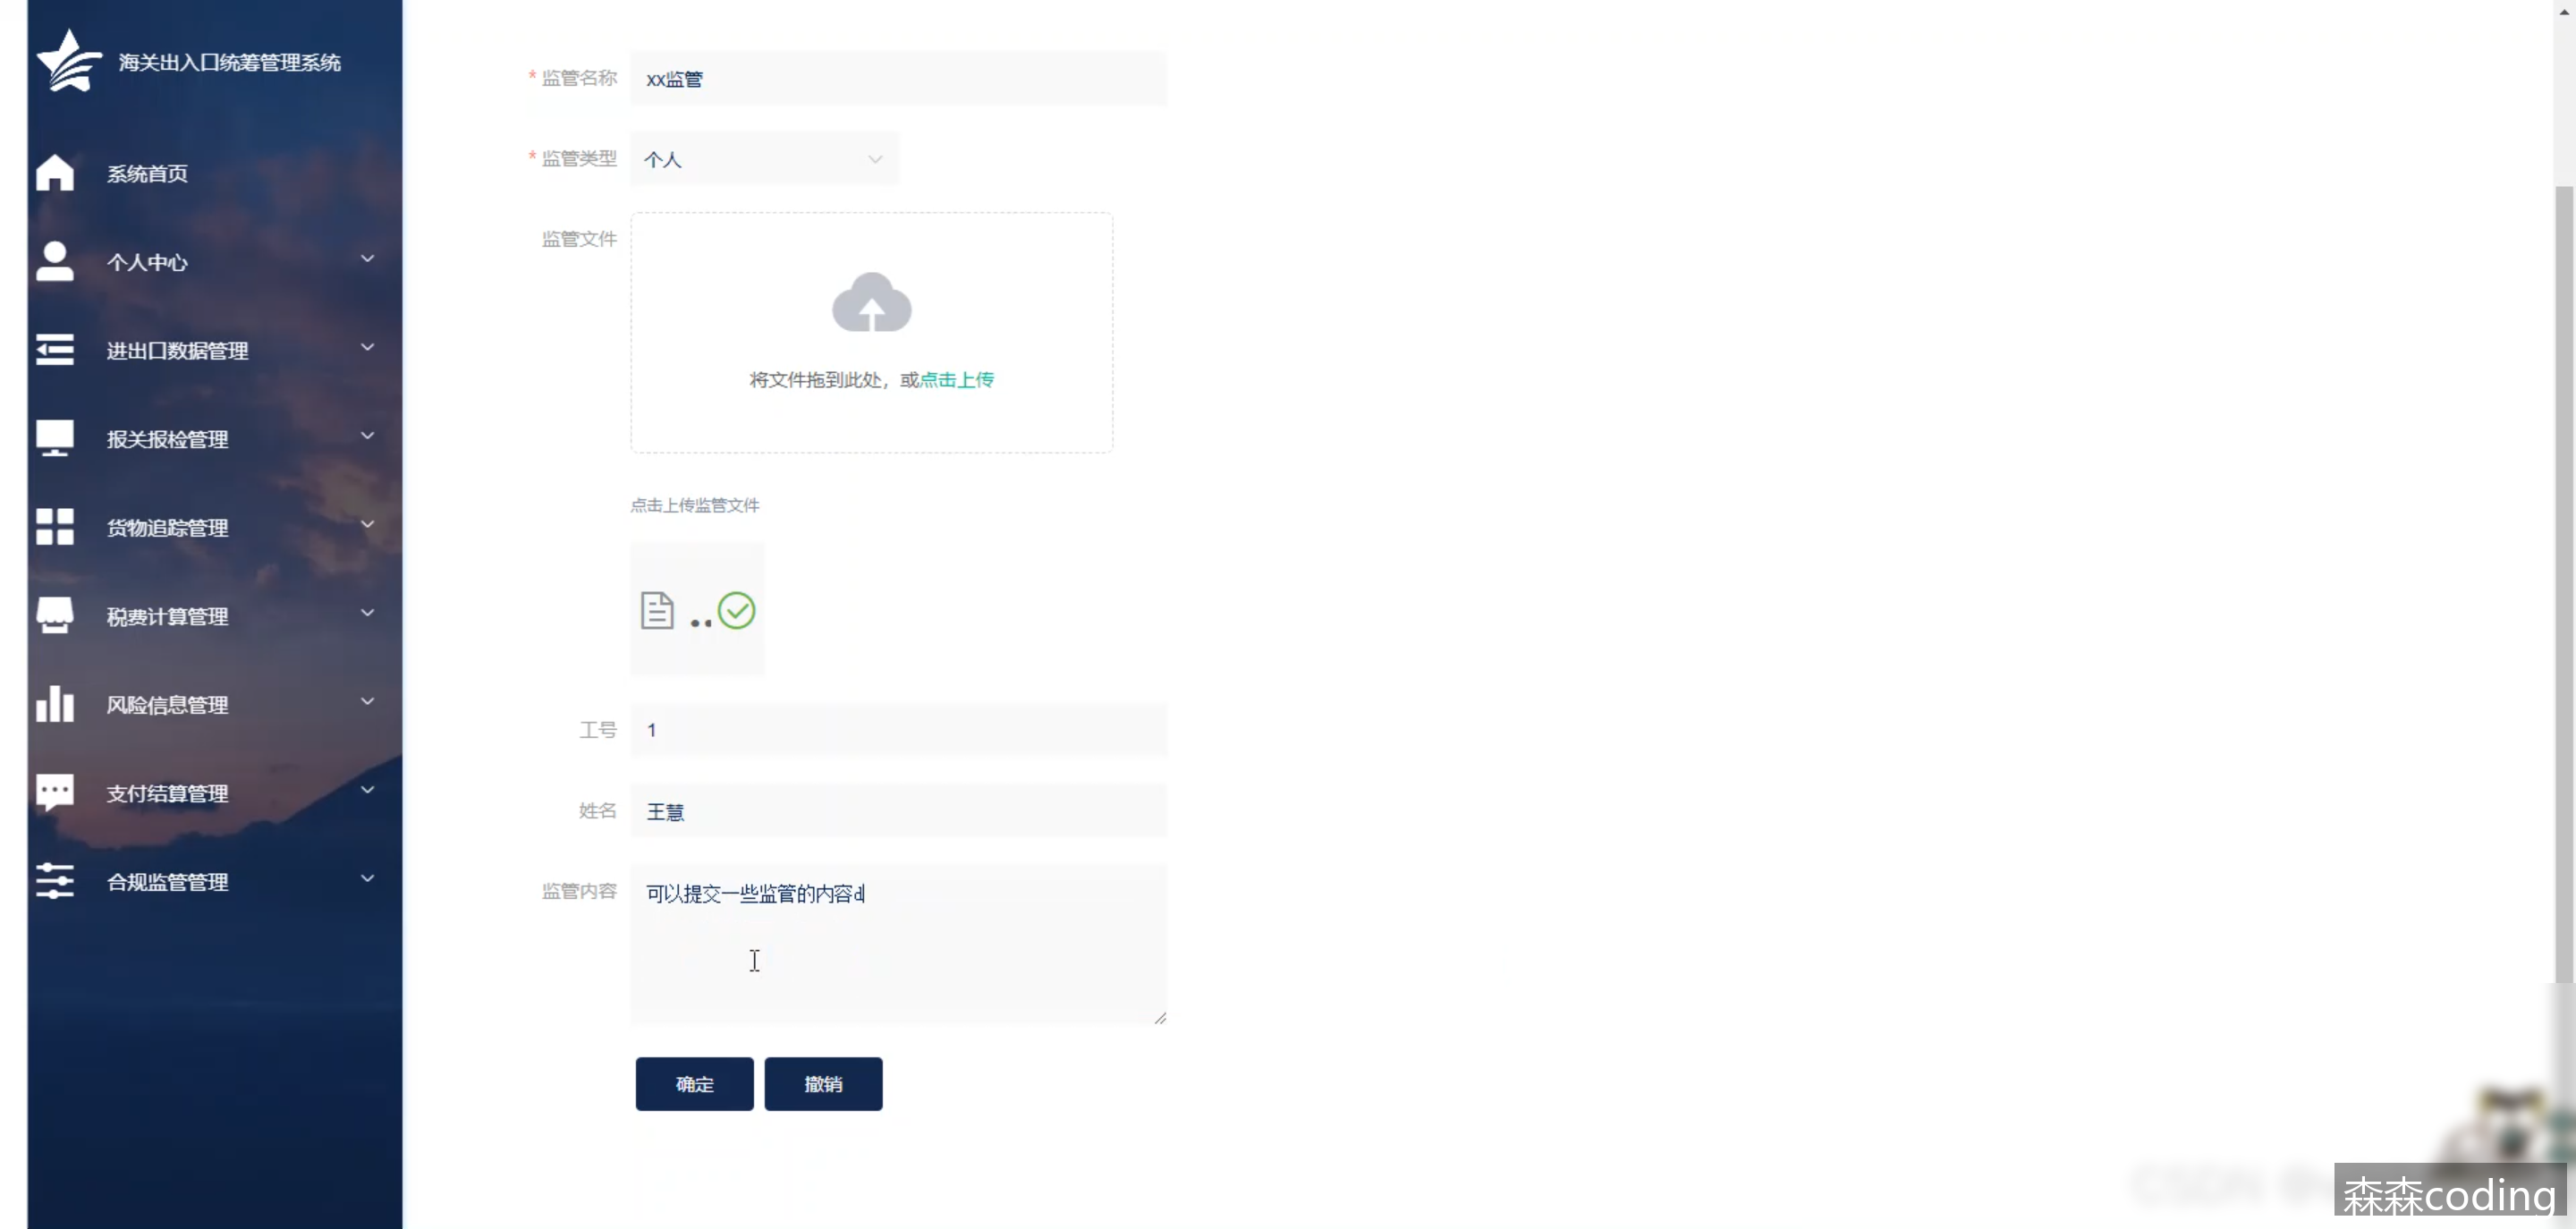 海关出入口统筹管理系统
系统首页
个人中心
进出口数据管理
报关报检管理
货物追踪管理
税费计算管理
风险信息管理
支付结算管理
合规监管管理
* 监管名称 xx监管
* 监管类型 个人
监管文件
将文件拖到此处，或点击上传
点击上传监管文件
..
工号 1
姓名 王慧
监管内容 可以提交一些监管的内容d
确定 撤销
CSDN
森森coding